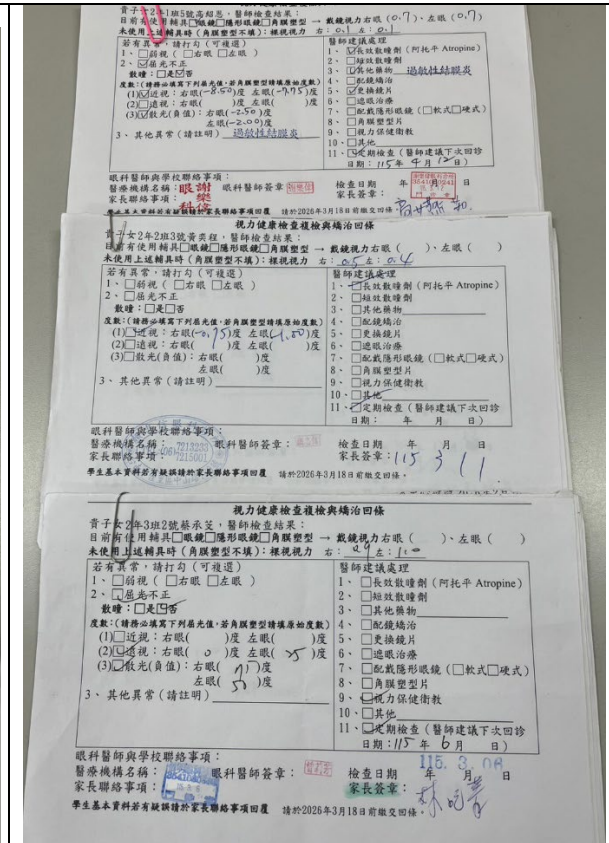 貴子女2年1班5號高紹恩,醫師檢查結果:
目前有使用輔具□眼鏡□隱形眼鏡□角膜塑型 → 戴鏡視力右眼(0.7)、左眼(0.7)
未使用上述輔具時(角膜塑型不填):裸視視力 右:0.1 左:0.1
若有異常,請打勾(可複選)
1、□弱視(□右眼□左眼)
2、☑屈光不正
散瞳:□是☑否
度數:(請務必填寫下列屈光值,若角膜塑型請填原始度數)
(1)☑近視:右眼(-8.50)度 左眼(-7.75)度
(2)□遠視:右眼( )度 左眼( )度
(3)☑散光(負值):右眼(-2.50)度
左眼(-2.00)度
3、其他異常(請註明) 過敏性結膜炎
醫師建議處理
1、☑長效散瞳劑(阿托平 Atropine)
2、□短效散瞳劑
3、☑其他藥物 過敏性結膜炎
4、□配鏡矯治
5、☑更換鏡片
6、□遮眼治療
7、□配戴隱形眼鏡(□軟式□硬式)
8、□角膜塑型片
9、□視力保健衛教
10、□其他
11、☑定期檢查(醫師建議下次回診
日期:115年4月12日)
眼科醫師與學校聯絡事項:
醫療機構名稱: 眼科醫師簽章: 檢查日期 年 月 日
家長聯絡事項: 家長簽章:
學生基本資料若有疑誤請於家長聯絡事項回覆 請於2026年3月18日前繳交回條。
視力健康檢查複檢與矯治回條
貴子女2年2班3號黃奕程,醫師檢查結果:
目前有使用輔具□眼鏡□隱形眼鏡□角膜塑型 → 戴鏡視力右眼( )、左眼( )
未使用上述輔具時(角膜塑型不填):裸視視力 右:0.5 左:0.4
若有異常,請打勾(可複選)
1、□弱視(□右眼□左眼)
2、□屈光不正
散瞳:□是□否
度數:(請務必填寫下列屈光值,若角膜塑型請填原始度數)
(1)☑近視:右眼(-0.75)度 左眼(-1.00)度
(2)□遠視:右眼( )度 左眼( )度
(3)□散光(負值):右眼( )度
左眼( )度
3、其他異常(請註明)
醫師建議處理
1、☑長效散瞳劑(阿托平 Atropine)
2、□短效散瞳劑
3、□其他藥物
4、□配鏡矯治
5、□更換鏡片
6、□遮眼治療
7、□配戴隱形眼鏡(□軟式□硬式)
8、□角膜塑型片
9、□視力保健衛教
10、□其他
11、☑定期檢查(醫師建議下次回診
日期: 年 月 日)
眼科醫師與學校聯絡事項:
醫療機構名稱: 眼科醫師簽章: 檢查日期 年 月 日
家長聯絡事項: 家長簽章: 115 3 11
學生基本資料若有疑誤請於家長聯絡事項回覆 請於2026年3月18日前繳交回條。
視力健康檢查複檢與矯治回條
貴子女2年3班2號蔡承芠,醫師檢查結果:
目前有使用輔具□眼鏡□隱形眼鏡□角膜塑型 → 戴鏡視力右眼( )、左眼( )
未使用上述輔具時(角膜塑型不填):裸視視力 右:0.9 左:1.0
若有異常,請打勾(可複選)
1、□弱視(□右眼□左眼)
2、☑屈光不正
散瞳:□是☑否
度數:(請務必填寫下列屈光值,若角膜塑型請填原始度數)
(1)□近視:右眼( )度 左眼( )度
(2)☑遠視:右眼(0)度 左眼(25)度
(3)☑散光(負值):右眼(75)度
左眼(50)度
3、其他異常(請註明)
醫師建議處理
1、□長效散瞳劑(阿托平 Atropine)
2、□短效散瞳劑
3、□其他藥物
4、□配鏡矯治
5、□更換鏡片
6、□遮眼治療
7、□配戴隱形眼鏡(□軟式□硬式)
8、□角膜塑型片
9、☑視力保健衛教
10、□其他
11、☑定期檢查(醫師建議下次回診
日期:115年6月 日)
眼科醫師與學校聯絡事項:
115. 3. 06
醫療機構名稱: 眼科醫師簽章: 檢查日期 年 月 日
家長聯絡事項: 家長簽章:
學生基本資料若有疑誤請於家長聯絡事項回覆 請於2026年3月18日前繳交回條。